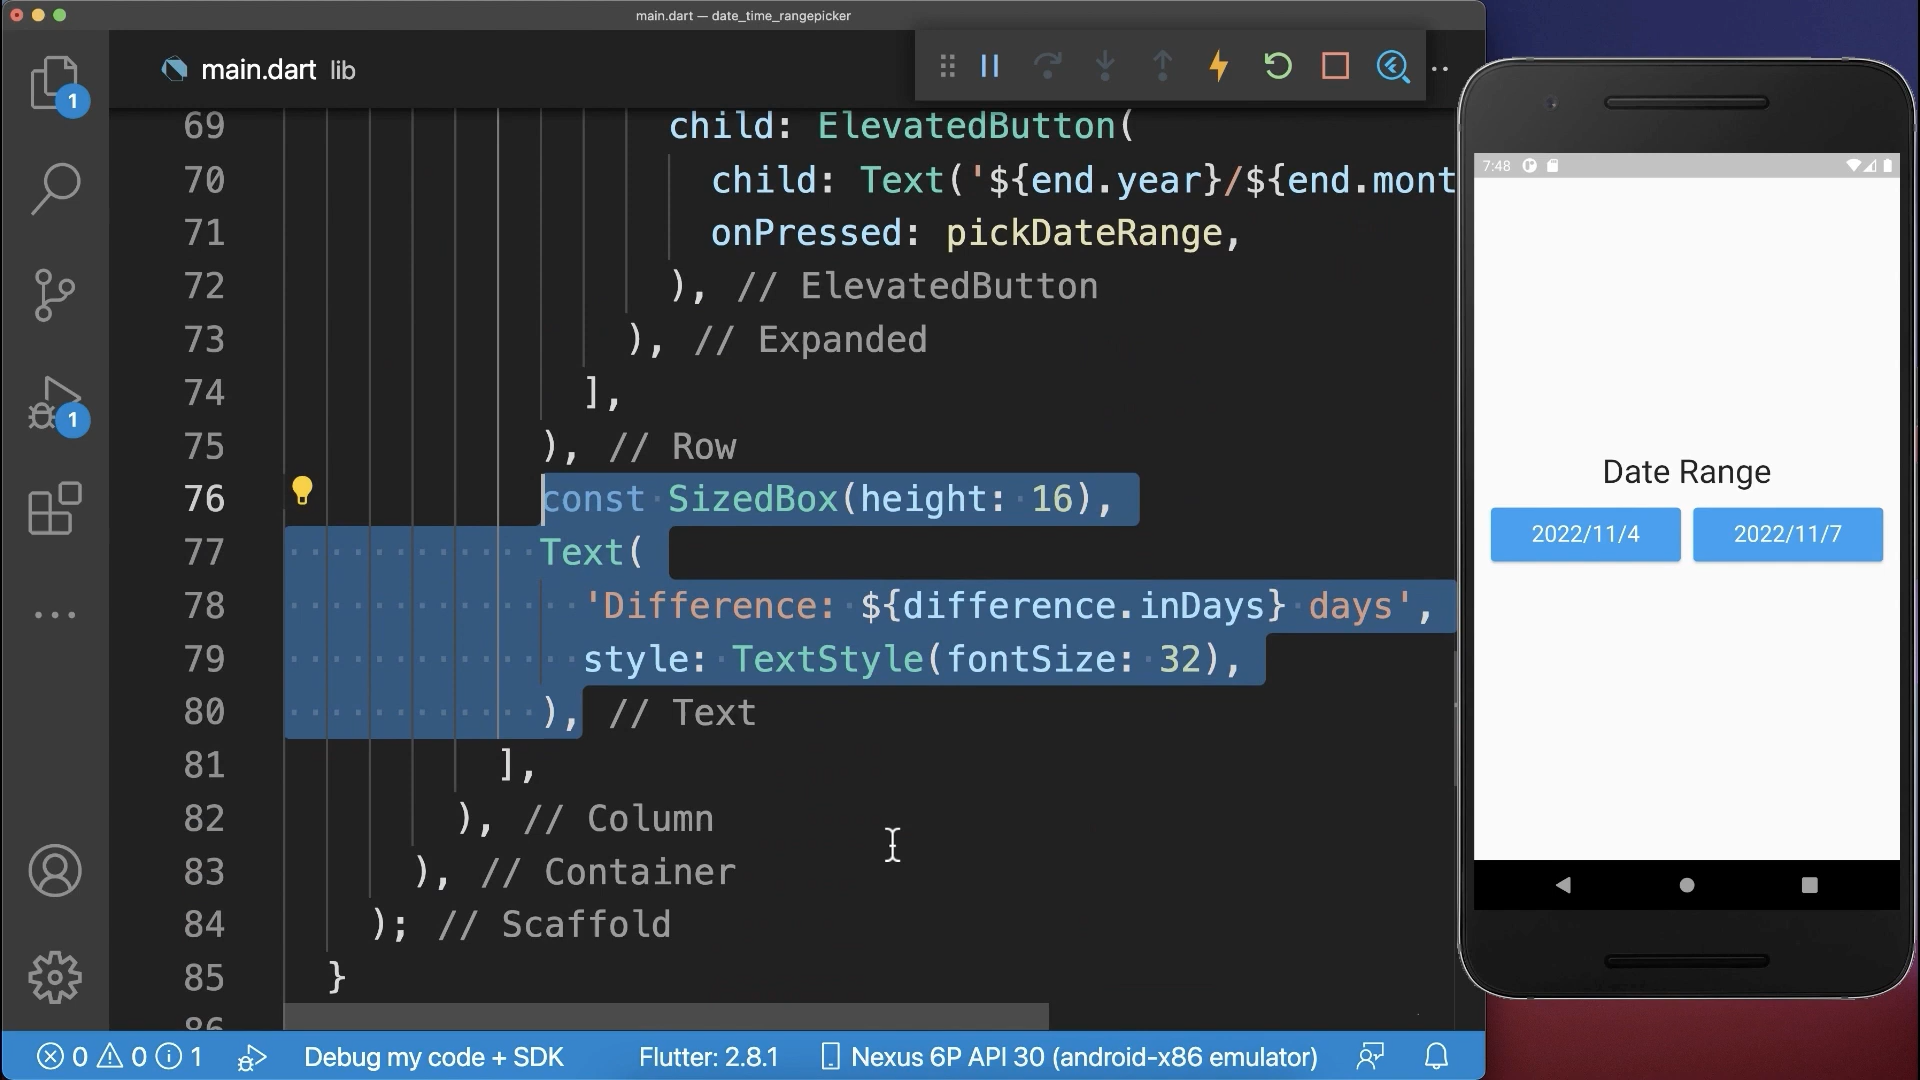 main.dart — date_time_rangepicker
main.dart lib
69 child: ElevatedButton(
70 child: Text('${end.year}/${end.mont
71 onPressed: pickDateRange,
72 ), // ElevatedButton
73 ), // Expanded
74 ],
75 ), // Row
76 const SizedBox(height: 16),
77 Text(
78 'Difference: ${difference.inDays} days',
79 style: TextStyle(fontSize: 32),
80 ), // Text
81 ],
82 ), // Column
83 ), // Container
84 ); // Scaffold
85 }
86
1
1
0 0 1 Debug my code + SDK Flutter: 2.8.1 Nexus 6P API 30 (android-x86 emulator)
7:48
Date Range
2022/11/4 2022/11/7